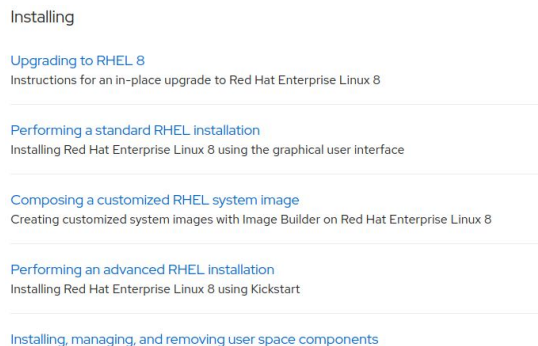 Installing
Upgrading to RHEL 8
Instructions for an in-place upgrade to Red Hat Enterprise Linux 8
Performing a standard RHEL installation
Installing Red Hat Enterprise Linux 8 using the graphical user interface
Composing a customized RHEL system image
Creating customized system images with Image Builder on Red Hat Enterprise Linux 8
Performing an advanced RHEL installation
Installing Red Hat Enterprise Linux 8 using Kickstart
Installing, managing, and removing user space components